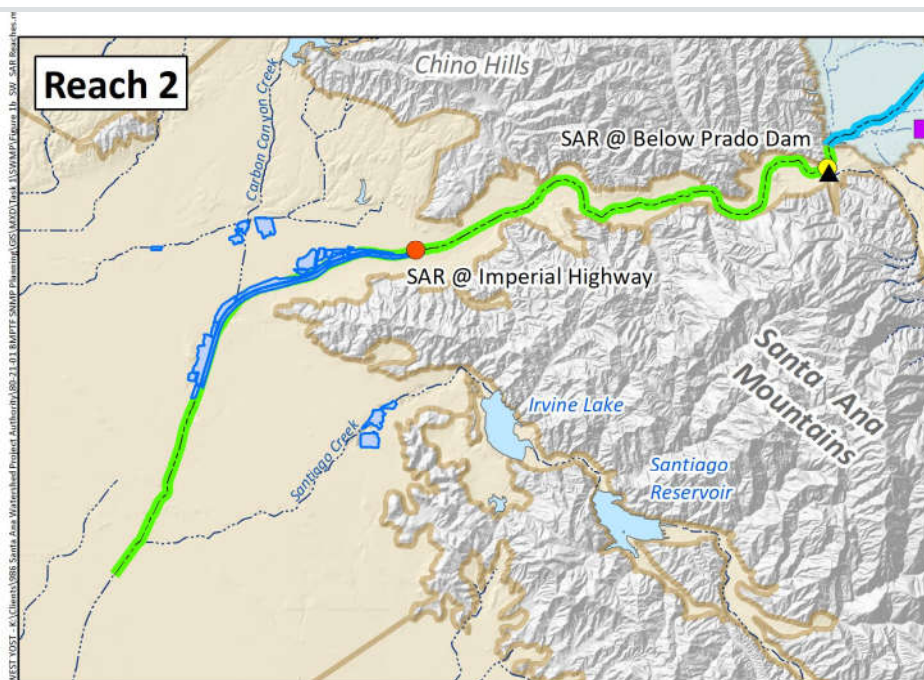 Reach 2
Chino Hills
Carbon Canyon Creek
SAR @ Below Prado Dam
SAR @ Imperial Highway
Santa Ana
Mountains
Irvine Lake
Santiago Creek
Santiago
Reservoir